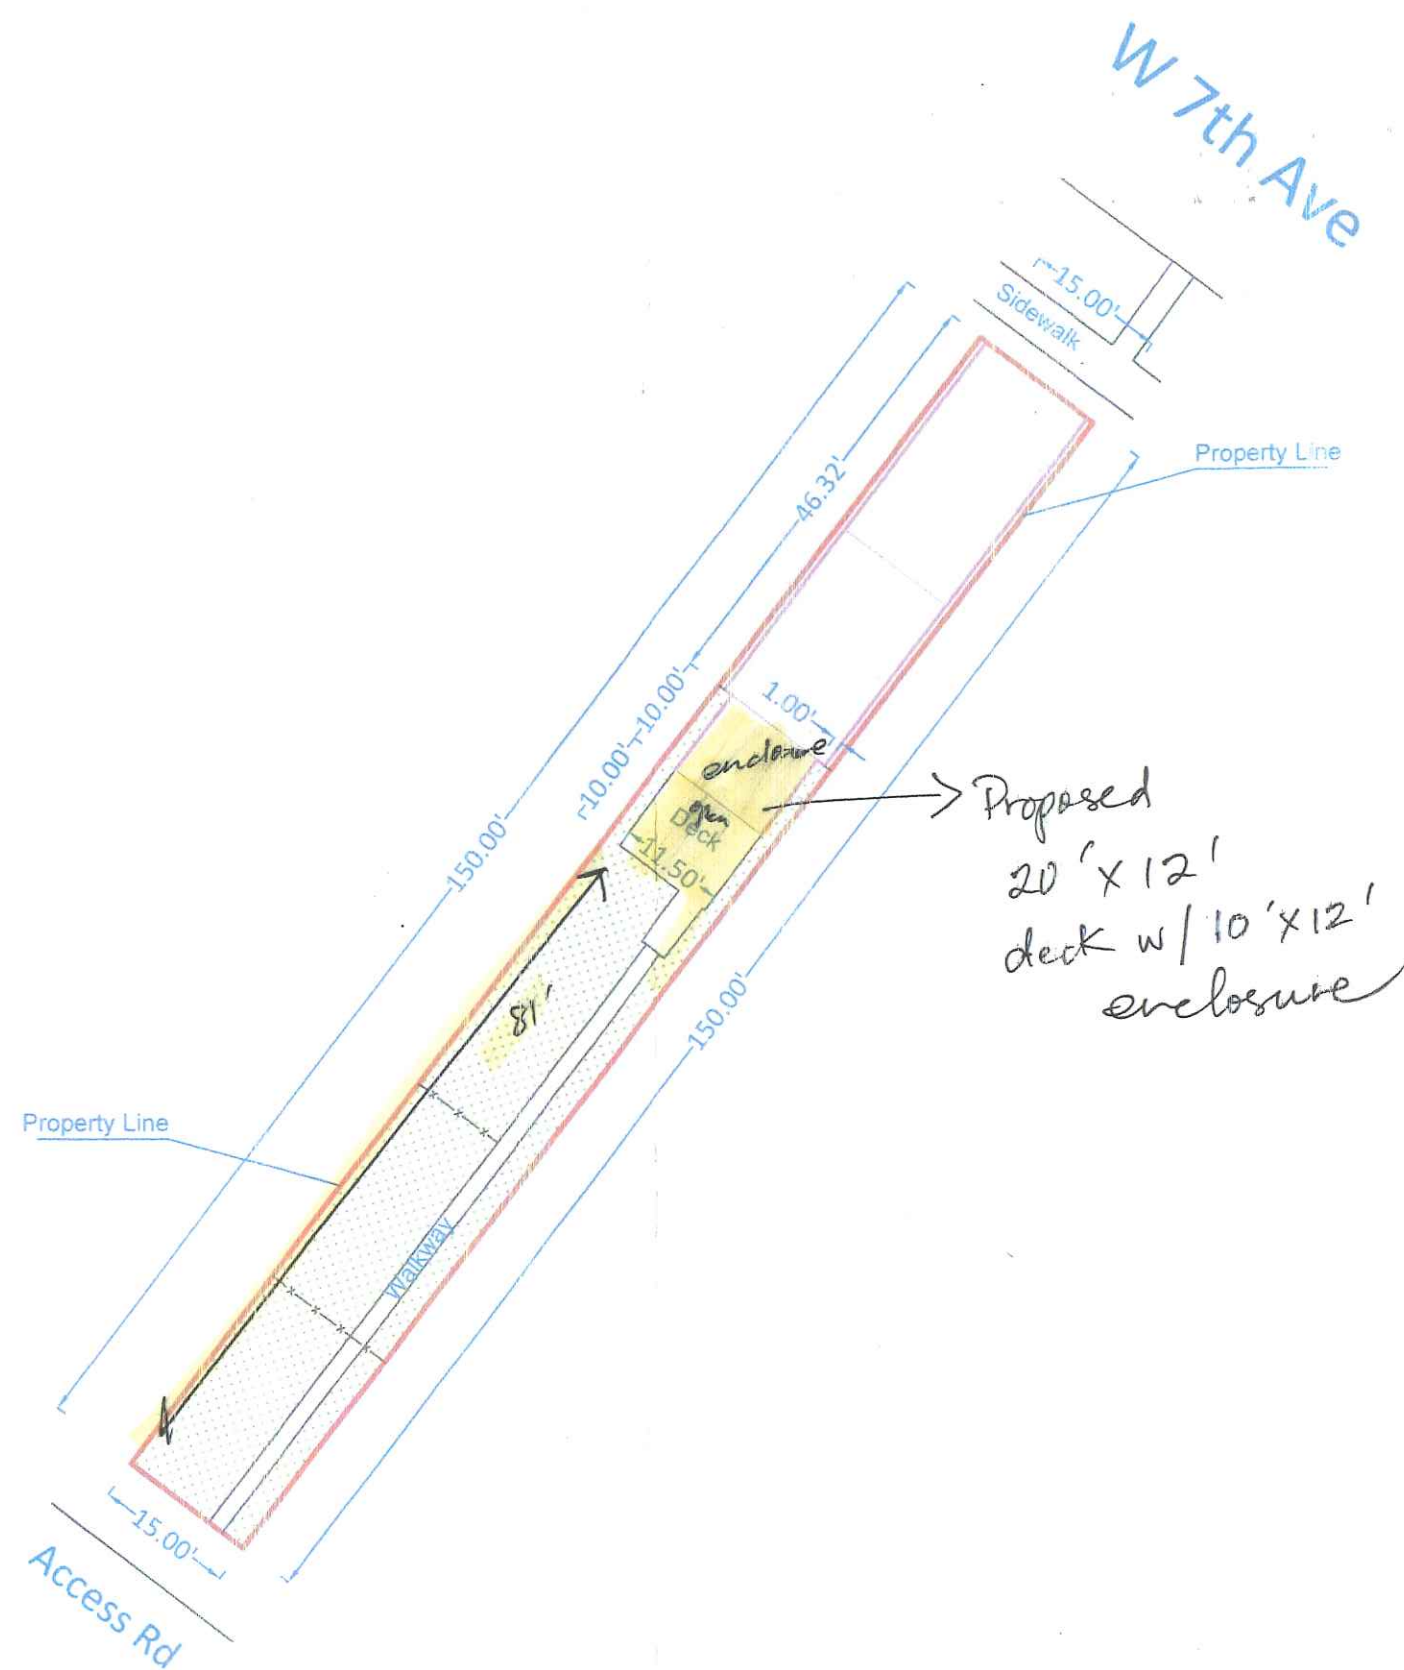 W 7th Ave
15.00'
Sidewalk
Property Line
46.32'
10.00'
10.00'
1.00'
enclosure
open
Deck
11.50'
Proposed
20' X 12'
deck w/ 10' X 12'
enclosure
150.00'
150.00'
81'
Property Line
Walkway
15.00'
Access Rd